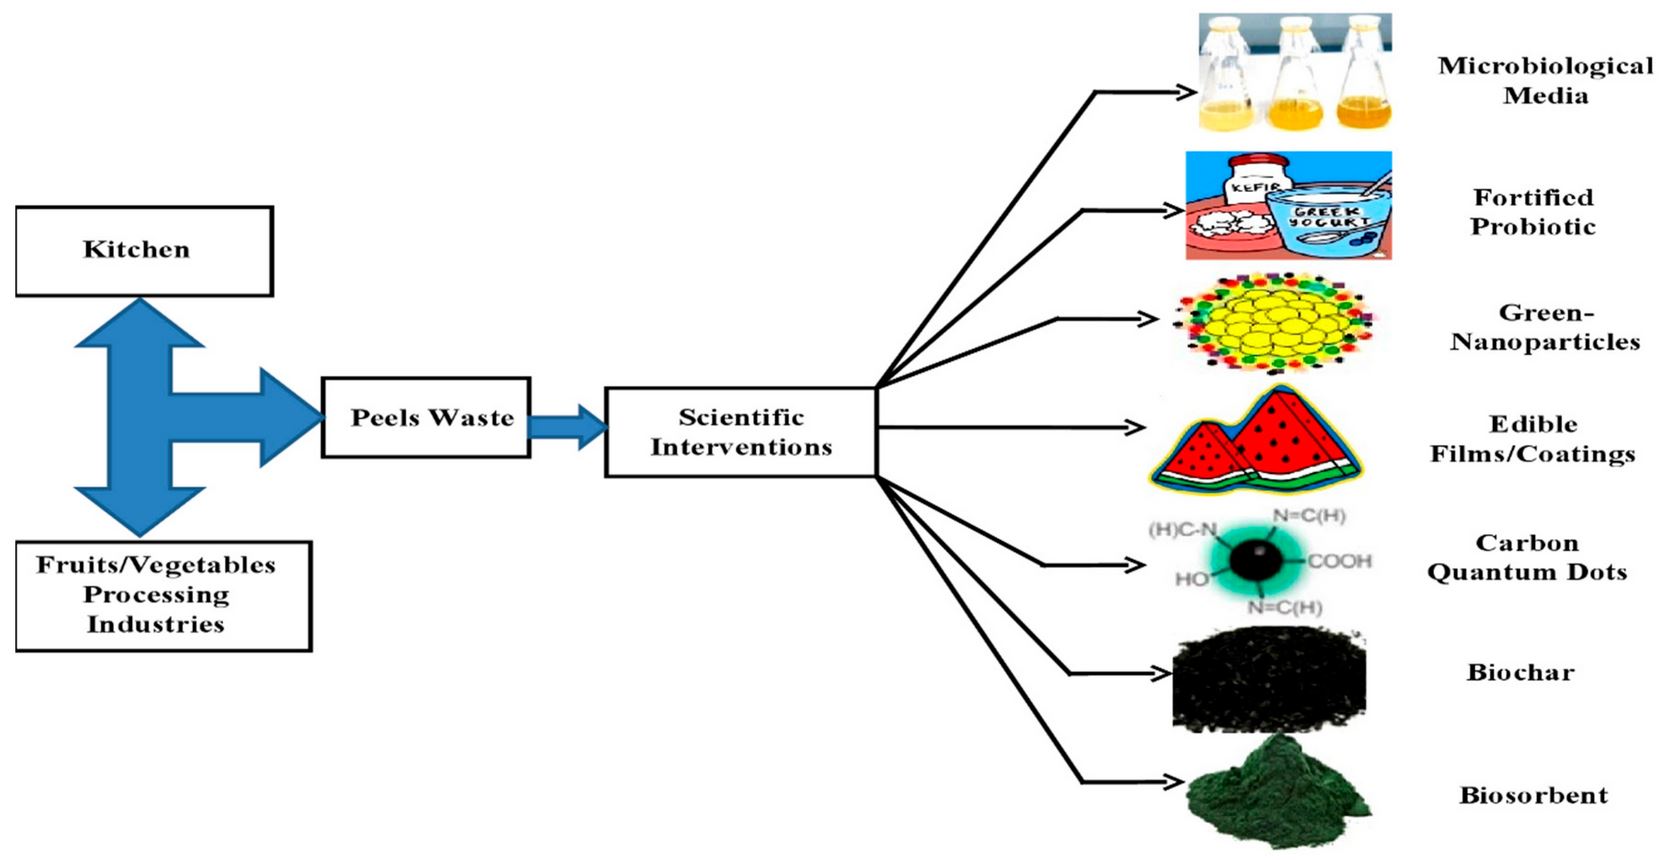 Kitchen
Fruits/Vegetables
Processing
Industries
Peels Waste
Scientific
Interventions
Microbiological
Media
KEFIR
GREEK
YOGURT
Fortified
Probiotic
Green-
Nanoparticles
Edible
Films/Coatings
(H)C-N
N=C(H)
COOH
HO
N=C(H)
Carbon
Quantum Dots
Biochar
Biosorbent